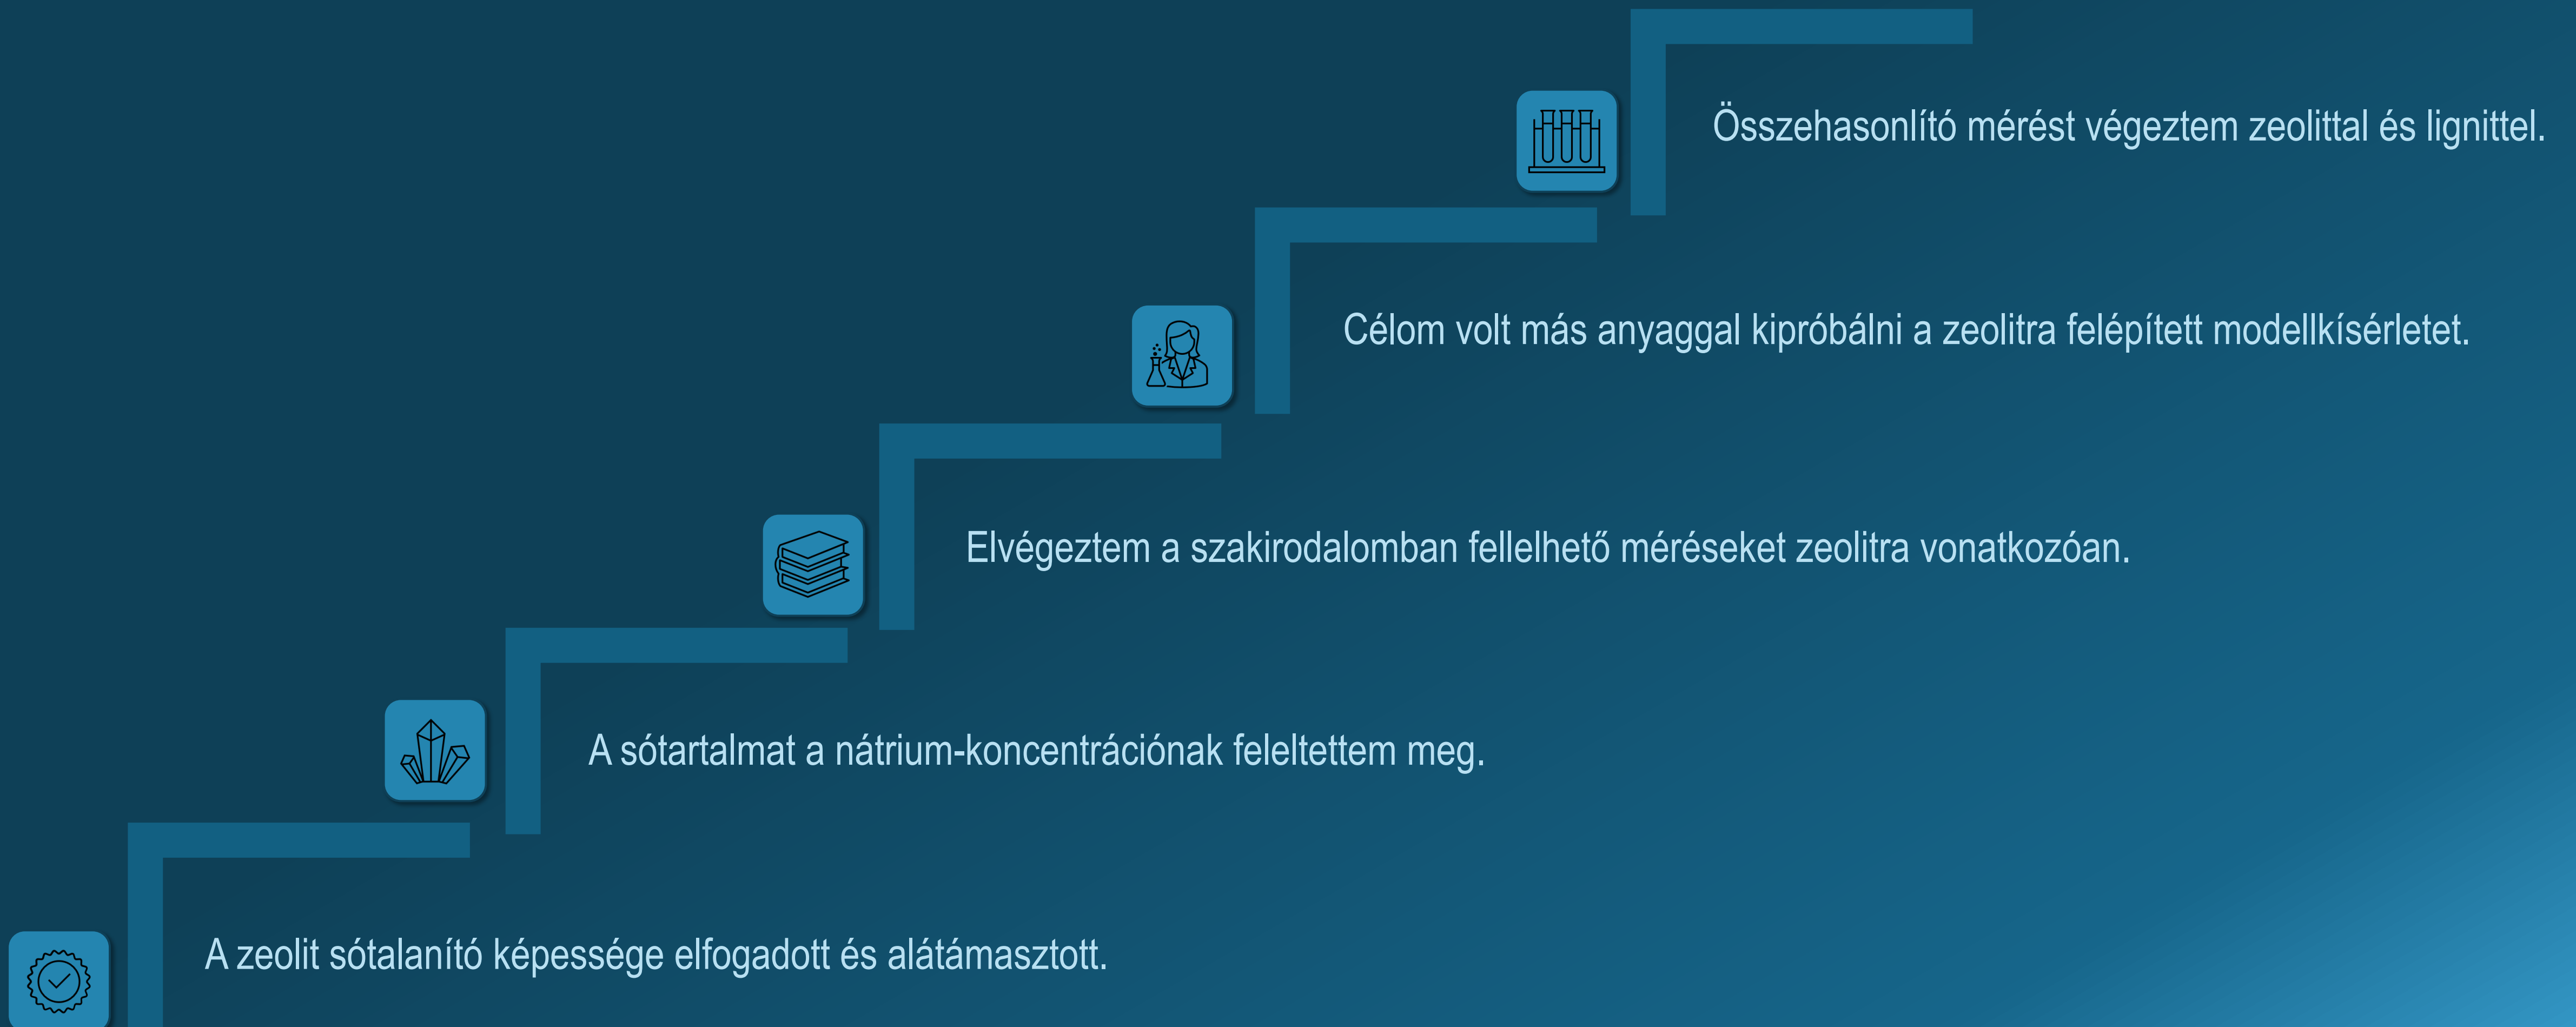 Összehasonlító mérést végeztem zeolittal és lignittel.
Célom volt más anyaggal kipróbálni a zeolitra felépített modellkísérletet.
Elvégeztem a szakirodalomban fellelhető méréseket zeolitra vonatkozóan.
A sótartalmat a nátrium-koncentrációnak feleltettem meg.
A zeolit sótalanító képessége elfogadott és alátámasztott.